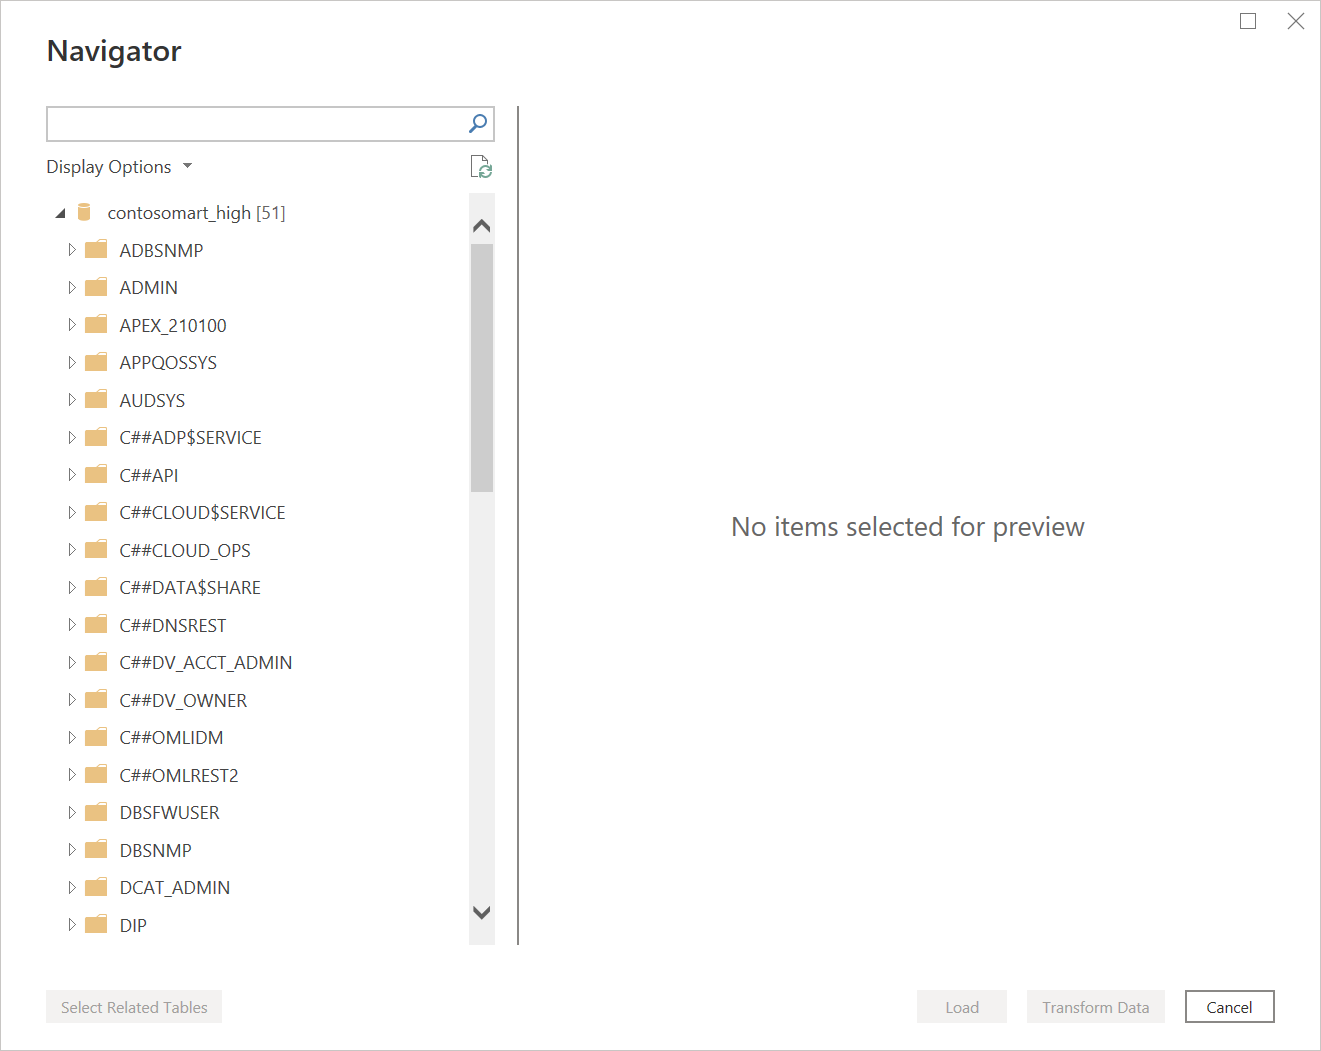 Navigator
Display Options
contosomart_high [51]
ADBSNMP
ADMIN
APEX_210100
APPQOSSYS
AUDSYS
C##ADP$SERVICE
C##API
C##CLOUD$SERVICE
C##CLOUD_OPS
C##DATA$SHARE
C##DNSREST
C##DV_ACCT_ADMIN
C##DV_OWNER
C##OMLIDM
C##OMLREST2
DBSFWUSER
DBSNMP
DCAT_ADMIN
DIP
No items selected for preview
Select Related Tables
Load
Transform Data
Cancel